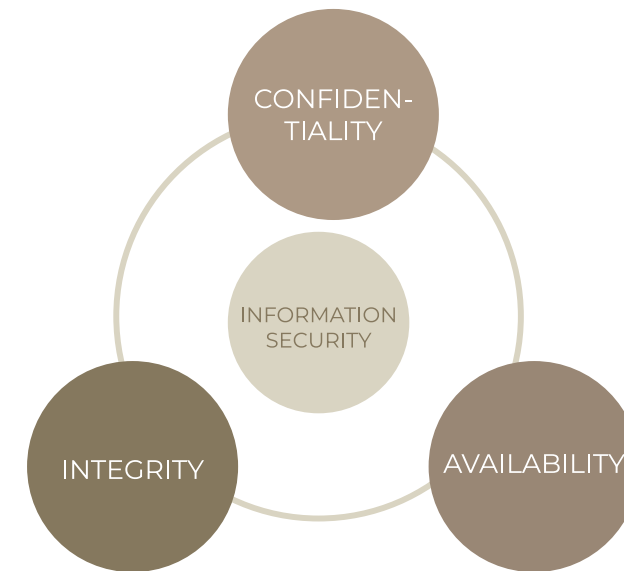 CONFIDEN-
TIALITY
INFORMATION
SECURITY
INTEGRITY
AVAILABILITY